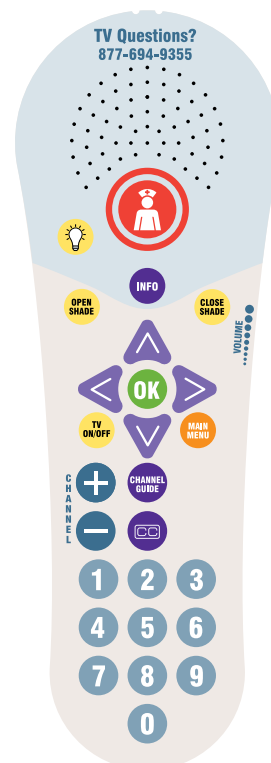 TV Questions?
877-694-9355
INFO
OPEN
SHADE
CLOSE
SHADE
VOLUME
OK
TV
ON/OFF
MAIN
MENU
CHANNEL
+
CHANNEL
GUIDE
−
CC
1 2 3
4 5 6
7 8 9
0